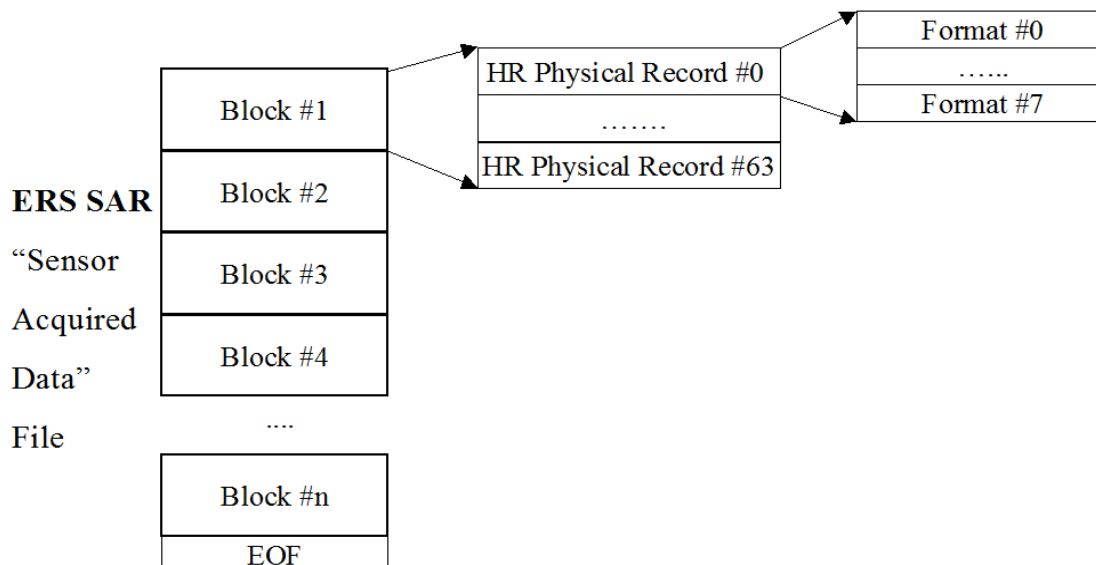 ERS SAR
“Sensor
Acquired
Data”
File
Block #1
Block #2
Block #3
Block #4
....
Block #n
EOF
HR Physical Record #0
…….
HR Physical Record #63
Format #0
…...
Format #7